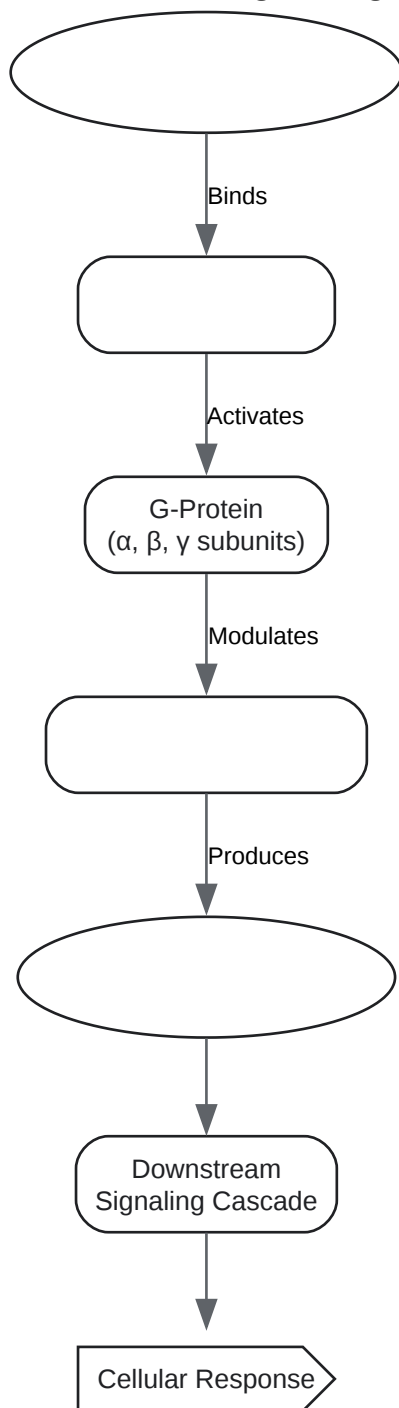 Binds
Activates
G-Protein
(α, β, γ subunits)
Modulates
Produces
Downstream
Signaling Cascade
Cellular Response